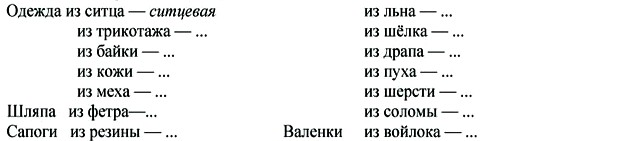 Одежда из ситца — ситцевая из льна — ...
из трикотажа — ... из шёлка — ...
из байки — ... из драпа — ...
из кожи — ... из пуха — ...
из меха — ... из шерсти — ...
Шляпа из фетра—... из соломы — ...
Сапоги из резины — ... Валенки из войлока — ...